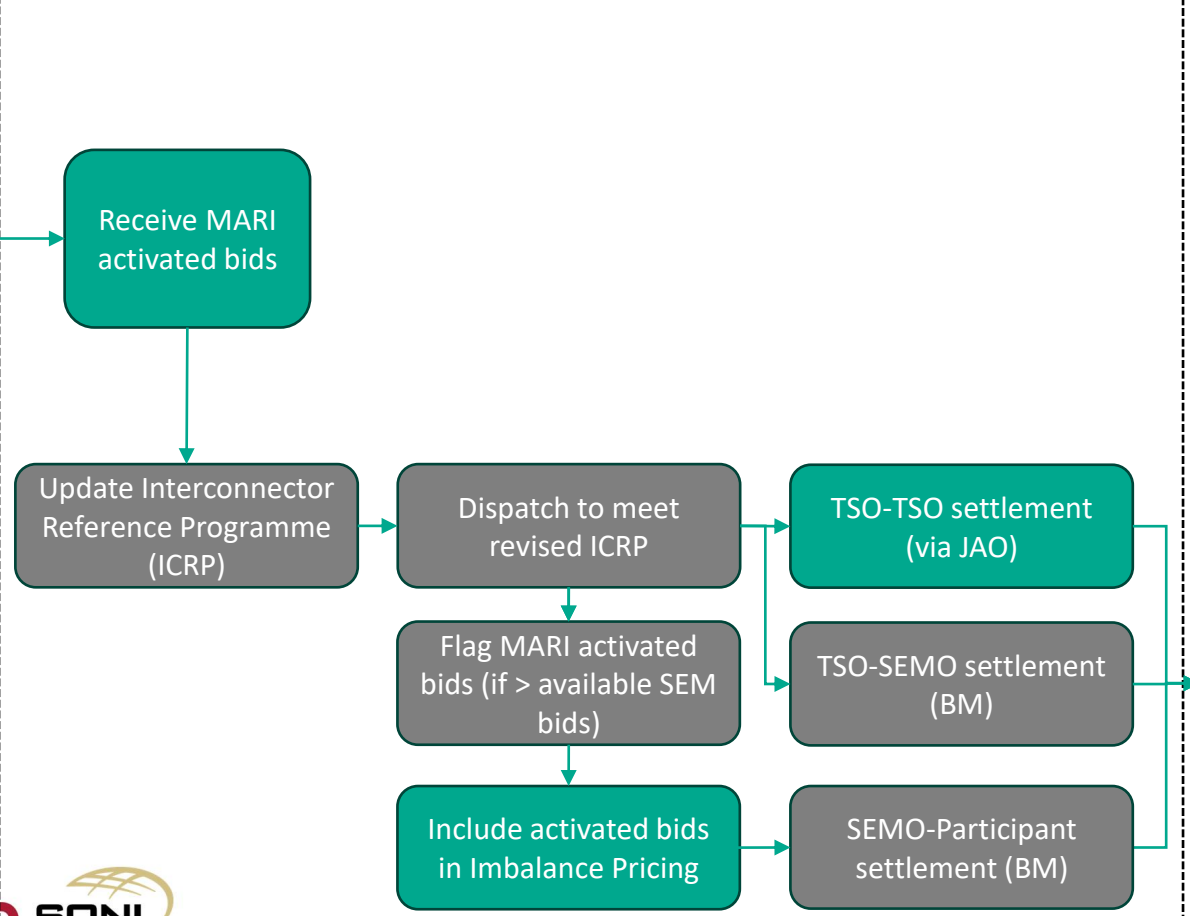 Receive MARI
activated bids
Update Interconnector
Reference Programme
(ICRP)
Dispatch to meet
revised ICRP
TSO-TSO settlement
(via JAO)
Flag MARI activated
bids (if > available SEM
bids)
TSO-SEMO settlement
(BM)
Include activated bids
in Imbalance Pricing
SEMO-Participant
settlement (BM)
SONI